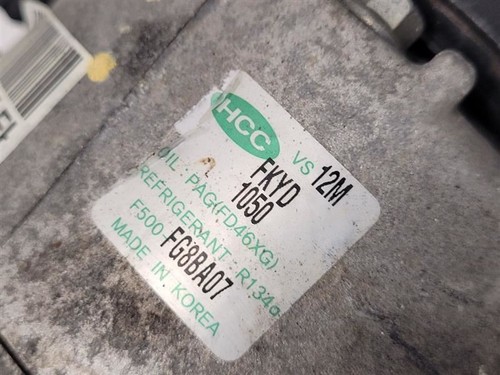 HCC
VS 12M
FKYD
1050
OIL PAG(FD46XG)
REFRIGERANT R134a
F500-FG8BA07
MADE IN KOREA